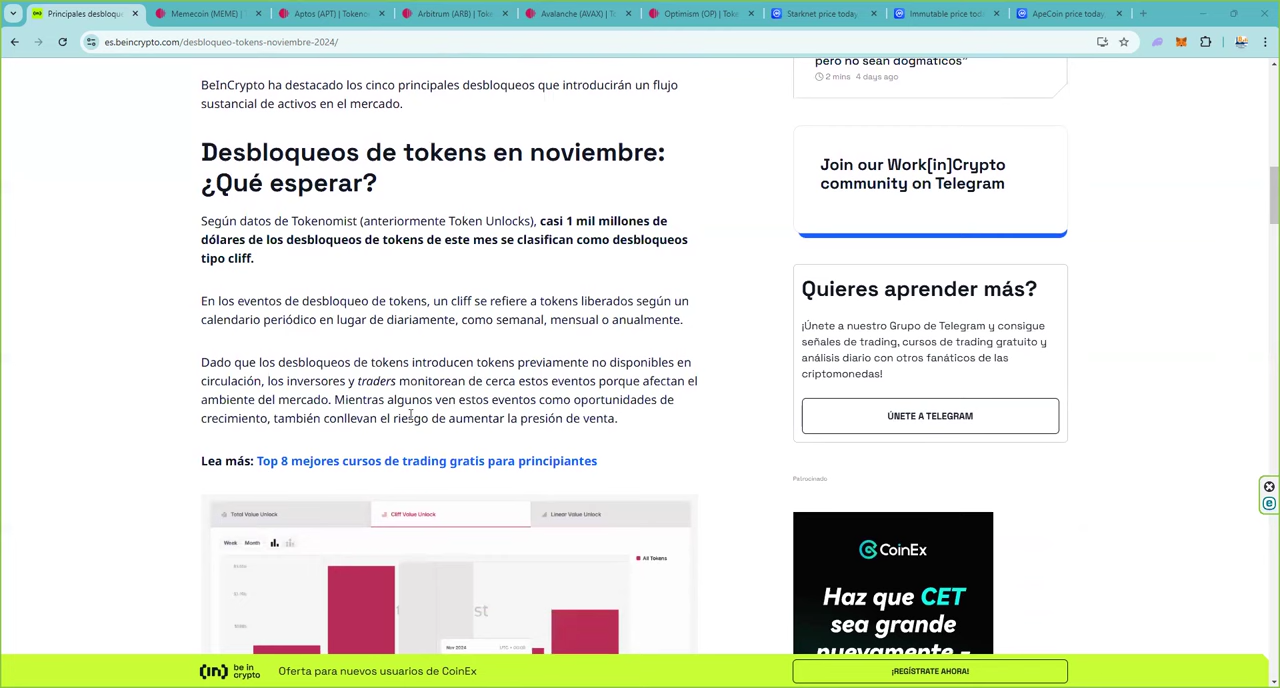 Principales desbloqu
Memecoin (MEME) |
Aptos (APT) | Tokeno
Arbitrum (ARB) | Tok
Avalanche (AVAX) | T
Optimism (OP) | Toke
Starknet price today,
Immutable price tod
ApeCoin price today,
es.beincrypto.com/desbloqueo-tokens-noviembre-2024/
BeInCrypto ha destacado los cinco principales desbloqueos que introducirán un flujo
sustancial de activos en el mercado.
Desbloqueos de tokens en noviembre:
¿Qué esperar?
Según datos de Tokenomist (anteriormente Token Unlocks), casi 1 mil millones de
dólares de los desbloqueos de tokens de este mes se clasifican como desbloqueos
tipo cliff.
En los eventos de desbloqueo de tokens, un cliff se refiere a tokens liberados según un
calendario periódico en lugar de diariamente, como semanal, mensual o anualmente.
Dado que los desbloqueos de tokens introducen tokens previamente no disponibles en
circulación, los inversores y traders monitorean de cerca estos eventos porque afectan el
ambiente del mercado. Mientras algunos ven estos eventos como oportunidades de
crecimiento, también conllevan el riesgo de aumentar la presión de venta.
Lea más: Top 8 mejores cursos de trading gratis para principiantes
Total Value Unlock
Cliff Value Unlock
Linear Value Unlock
Week Month
All Tokens
st
Nov 2024
pero no sean dogmáticos"
2 mins 4 days ago
Join our Work[in]Crypto
community on Telegram
Quieres aprender más?
¡Únete a nuestro Grupo de Telegram y consigue
señales de trading, cursos de trading gratuito y
análisis diario con otros fanáticos de las
criptomonedas!
ÚNETE A TELEGRAM
Patrocinado
CoinEx
Haz que CET
sea grande
nuevamente –
(in) be in
crypto
Oferta para nuevos usuarios de CoinEx
¡REGÍSTRATE AHORA!